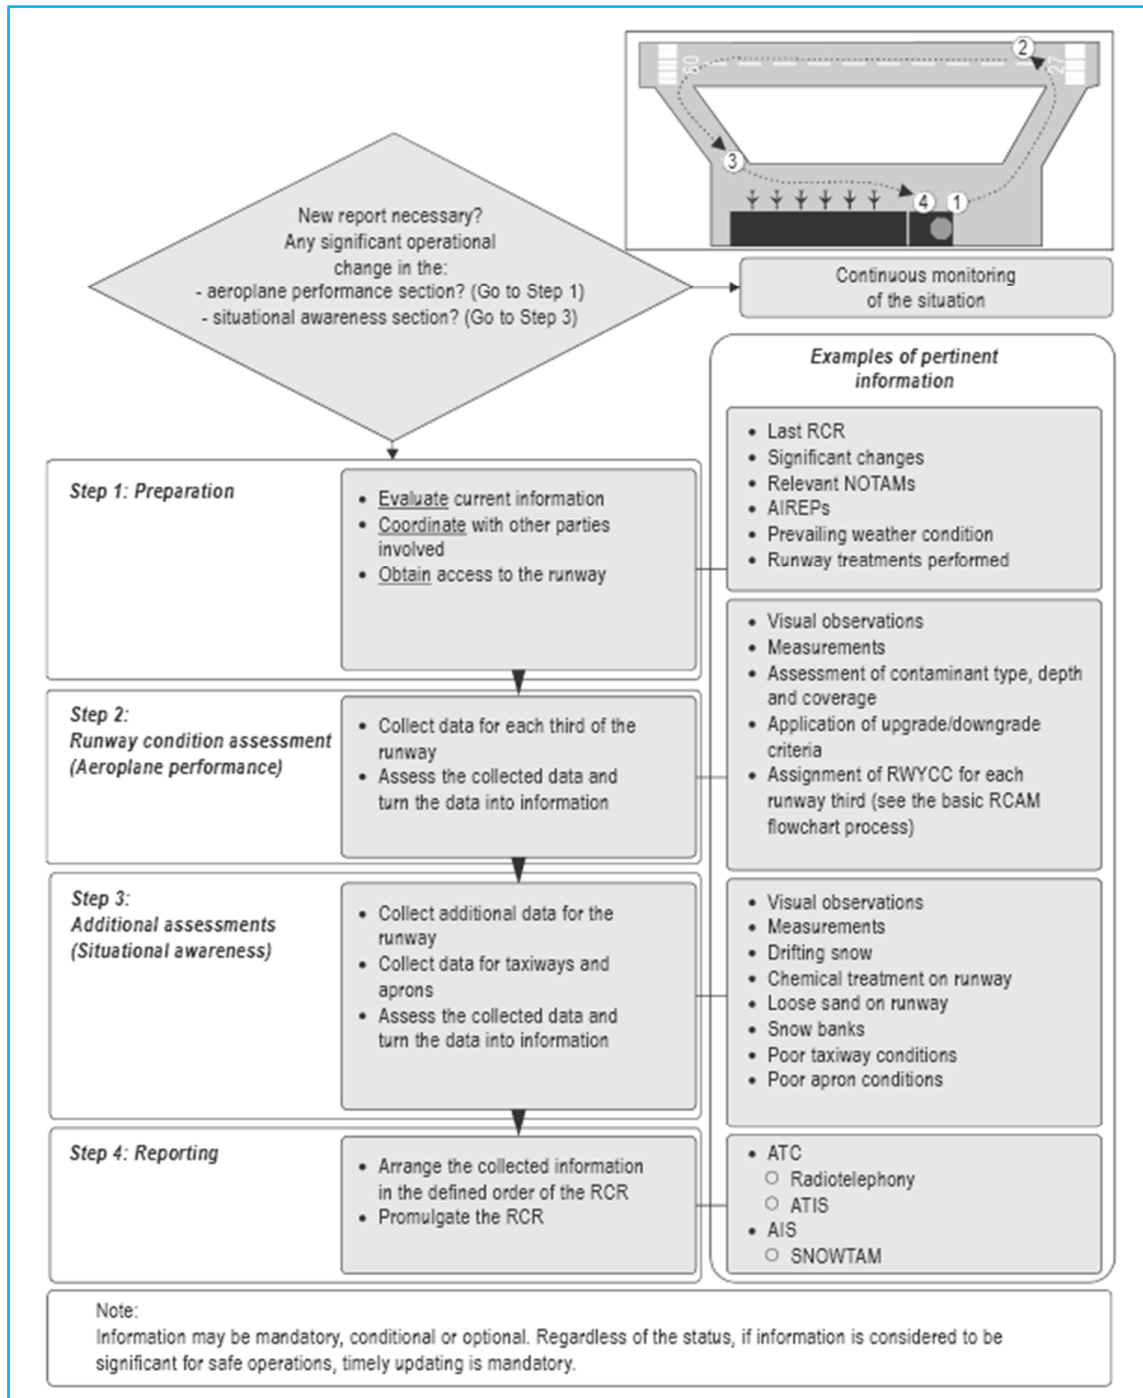 60
27
2
3
4
1
New report necessary?
Any significant operational
change in the:
- aeroplane performance section? (Go to Step 1)
- situational awareness section? (Go to Step 3)
Continuous monitoring
of the situation
Examples of pertinent
information
Step 1: Preparation
• Evaluate current information
• Coordinate with other parties
involved
• Obtain access to the runway
• Last RCR
• Significant changes
• Relevant NOTAMs
• AIREPs
• Prevailing weather condition
• Runway treatments performed
Step 2:
Runway condition assessment
(Aeroplane performance)
• Collect data for each third of the
runway
• Assess the collected data and
turn the data into information
• Visual observations
• Measurements
• Assessment of contaminant type, depth
and coverage
• Application of upgrade/downgrade
criteria
• Assignment of RWYCC for each
runway third (see the basic RCAM
flowchart process)
Step 3:
Additional assessments
(Situational awareness)
• Collect additional data for the
runway
• Collect data for taxiways and
aprons
• Assess the collected data and
turn the data into information
• Visual observations
• Measurements
• Drifting snow
• Chemical treatment on runway
• Loose sand on runway
• Snow banks
• Poor taxiway conditions
• Poor apron conditions
Step 4: Reporting
• Arrange the collected information
in the defined order of the RCR
• Promulgate the RCR
• ATC
○ Radiotelephony
○ ATIS
• AIS
○ SNOWTAM
Note:
Information may be mandatory, conditional or optional. Regardless of the status, if information is considered to be
significant for safe operations, timely updating is mandatory.